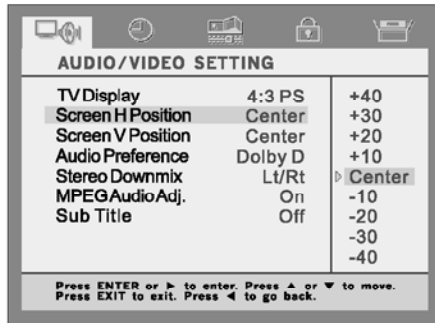 AUDIO/VIDEO SETTING
TV Display 4:3 PS
Screen H Position Center
Screen V Position Center
Audio Preference Dolby D
Stereo Downmix Lt/Rt
MPEG Audio Adj. On
Sub Title Off
+40
+30
+20
+10
Center
-10
-20
-30
-40
Press ENTER or ► to enter. Press ▲ or ▼ to move.
Press EXIT to exit. Press ◄ to go back.